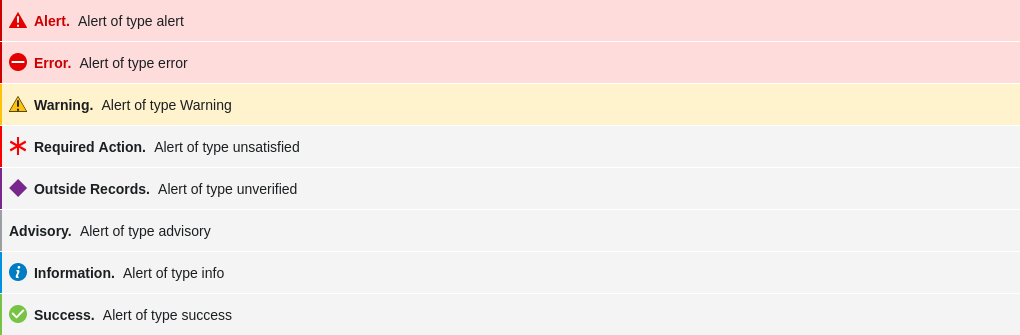 Alert. Alert of type alert
Error. Alert of type error
Warning. Alert of type Warning
Required Action. Alert of type unsatisfied
Outside Records. Alert of type unverified
Advisory. Alert of type advisory
Information. Alert of type info
Success. Alert of type success